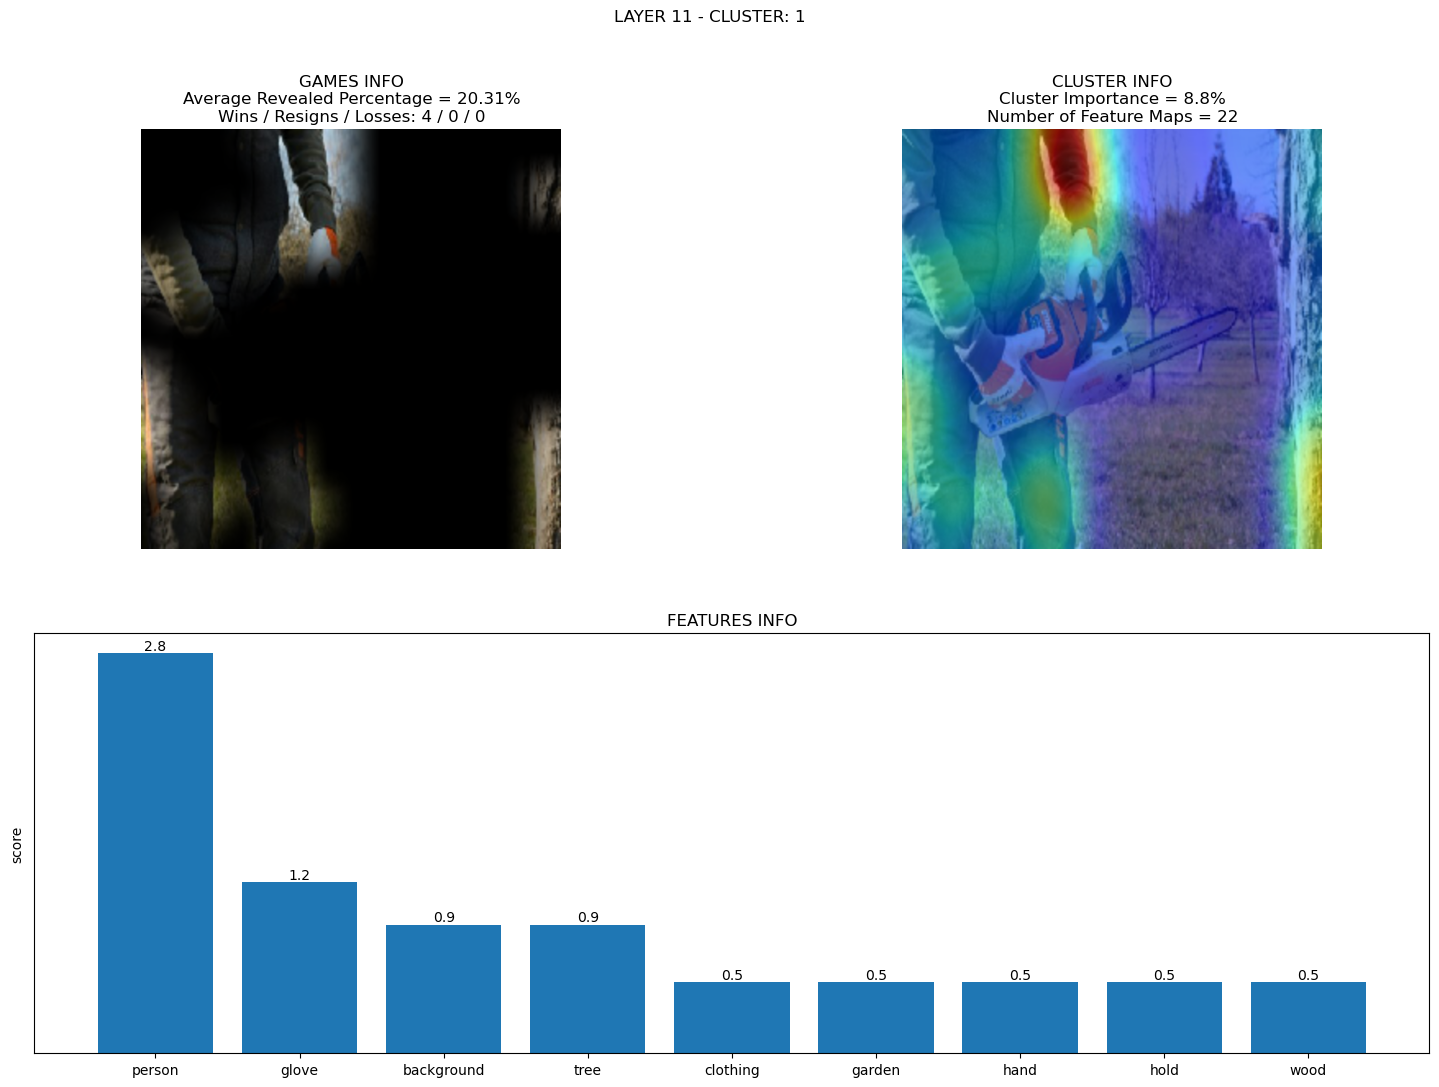 LAYER 11 - CLUSTER: 1
GAMES INFO
Average Revealed Percentage = 20.31%
Wins / Resigns / Losses: 4 / 0 / 0
CLUSTER INFO
Cluster Importance = 8.8%
Number of Feature Maps = 22
FEATURES INFO
score
2.8
1.2
0.9
0.9
0.5
0.5
0.5
0.5
0.5
person
glove
background
tree
clothing
garden
hand
hold
wood